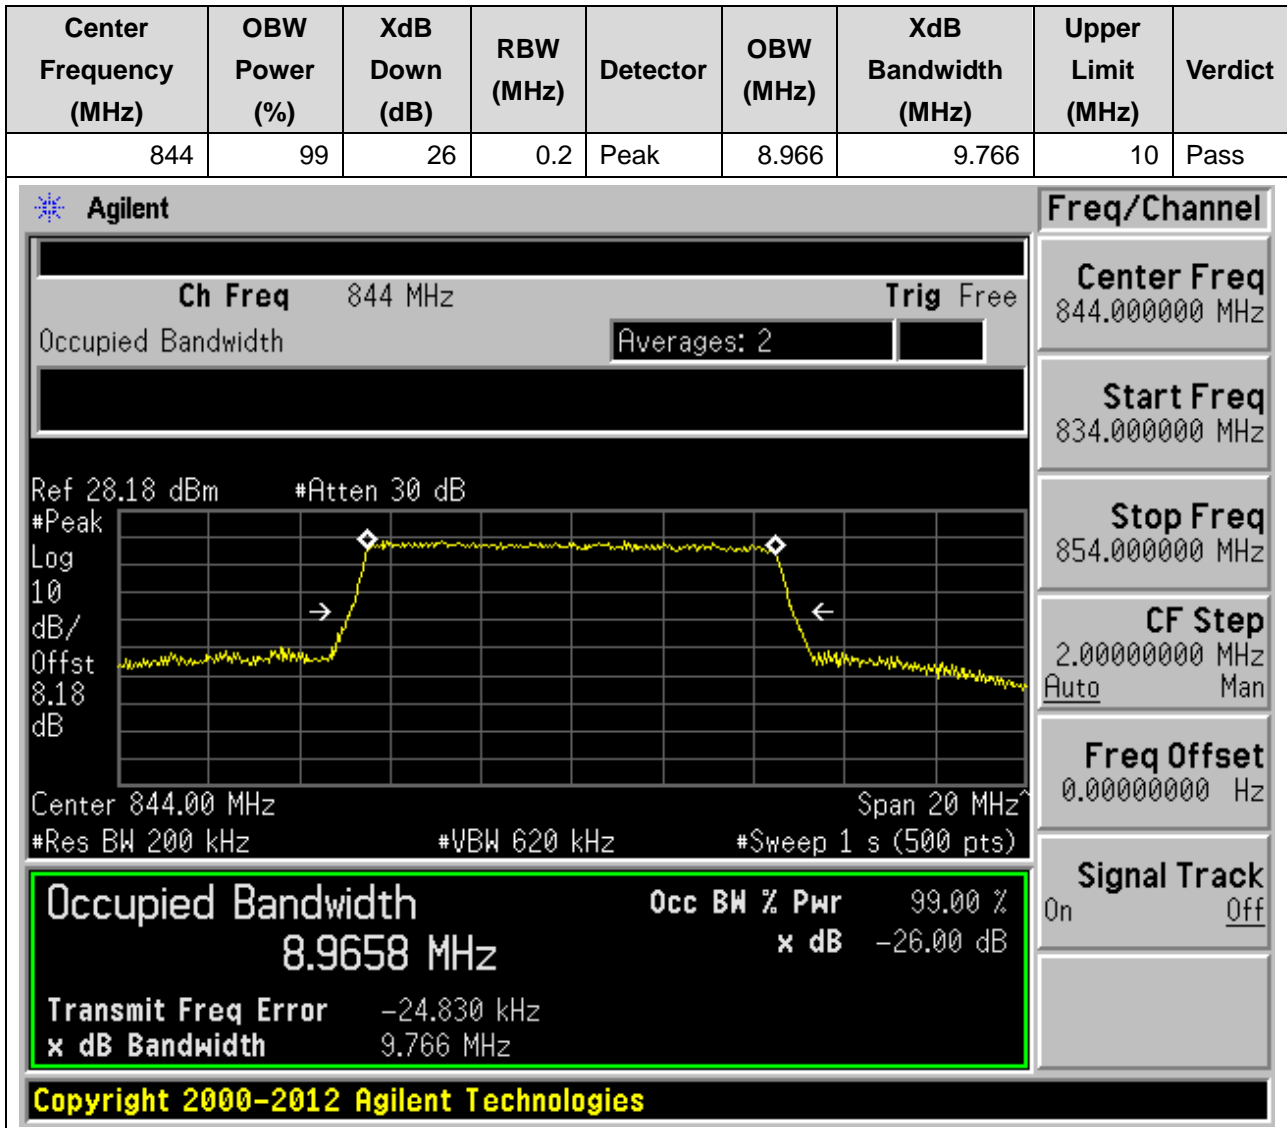 Center Frequency (MHz) OBW Power (%) XdB Down (dB) RBW (MHz) Detector OBW (MHz) XdB Bandwidth (MHz) Upper Limit (MHz) Verdict
844 99 26 0.2 Peak 8.966 9.766 10 Pass
Agilent
Freq/Channel
Ch Freq 844 MHz Trig Free
Occupied Bandwidth Averages: 2
Center Freq
844.000000 MHz
Start Freq
834.000000 MHz
Stop Freq
854.000000 MHz
CF Step
2.00000000 MHz
Auto Man
Freq Offset
0.00000000 Hz
Signal Track
On Off
Ref 28.18 dBm #Atten 30 dB
#Peak
Log
10
dB/
Offst
8.18
dB
Center 844.00 MHz Span 20 MHz^
#Res BW 200 kHz #VBW 620 kHz #Sweep 1 s (500 pts)
Occupied Bandwidth Occ BW % Pwr 99.00 %
8.9658 MHz x dB -26.00 dB
Transmit Freq Error -24.830 kHz
x dB Bandwidth 9.766 MHz
Copyright 2000-2012 Agilent Technologies